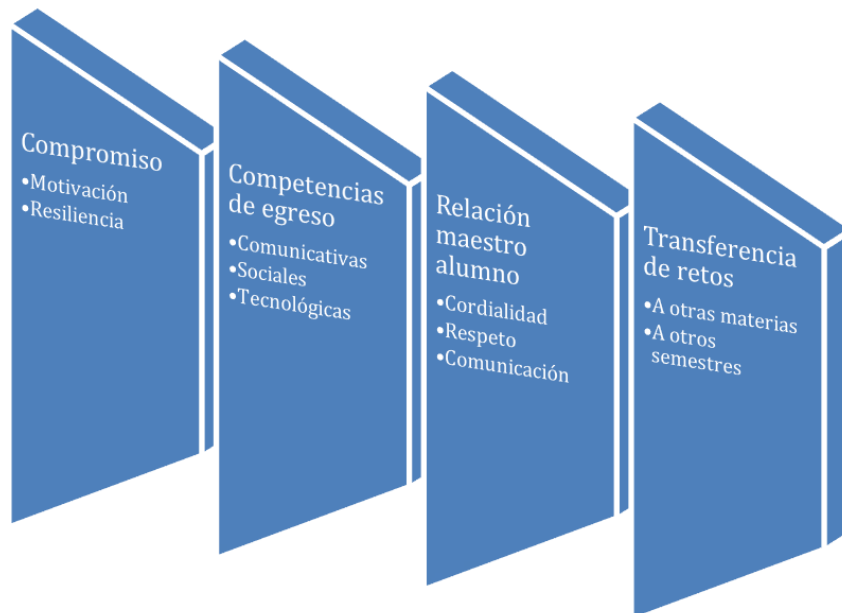 Compromiso
•Motivación
•Resiliencia
Competencias
de egreso
•Comunicativas
•Sociales
•Tecnológicas
Relación
maestro
alumno
•Cordialidad
•Respeto
•Comunicación
Transferencia
de retos
•A otras materias
•A otros
semestres